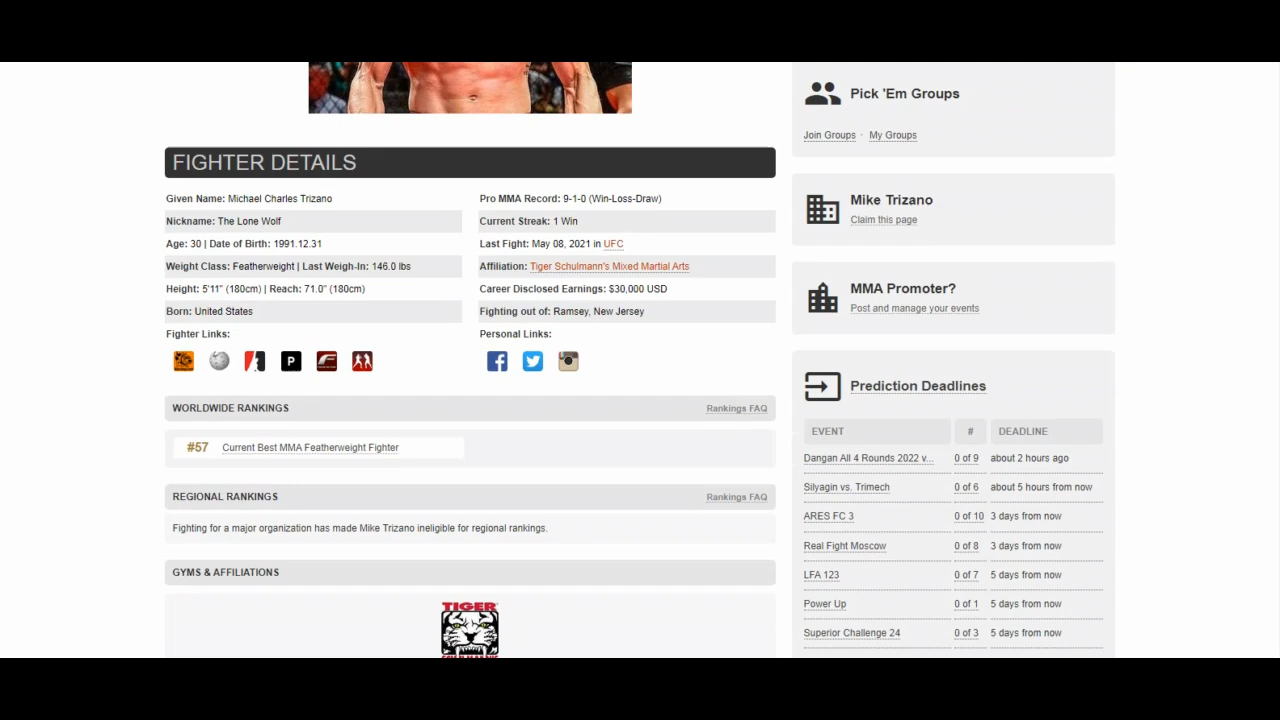 FIGHTER DETAILS
Given Name: Michael Charles Trizano
Nickname: The Lone Wolf
Age: 30 | Date of Birth: 1991.12.31
Weight Class: Featherweight | Last Weigh-In: 146.0 lbs
Height: 5'11" (180cm) | Reach: 71.0" (180cm)
Born: United States
Fighter Links:
P
Pro MMA Record: 9-1-0 (Win-Loss-Draw)
Current Streak: 1 Win
Last Fight: May 08, 2021 in UFC
Affiliation: Tiger Schulmann's Mixed Martial Arts
Career Disclosed Earnings: $30,000 USD
Fighting out of: Ramsey, New Jersey
Personal Links:
WORLDWIDE RANKINGS Rankings FAQ
#57 Current Best MMA Featherweight Fighter
REGIONAL RANKINGS Rankings FAQ
Fighting for a major organization has made Mike Trizano ineligible for regional rankings.
GYMS & AFFILIATIONS
TIGER
Pick 'Em Groups
Join Groups · My Groups
Mike Trizano
Claim this page
MMA Promoter?
Post and manage your events
Prediction Deadlines
EVENT # DEADLINE
Dangan All 4 Rounds 2022 v... 0 of 9 about 2 hours ago
Silyagin vs. Trimech 0 of 6 about 5 hours from now
ARES FC 3 0 of 10 3 days from now
Real Fight Moscow 0 of 8 3 days from now
LFA 123 0 of 7 5 days from now
Power Up 0 of 1 5 days from now
Superior Challenge 24 0 of 3 5 days from now